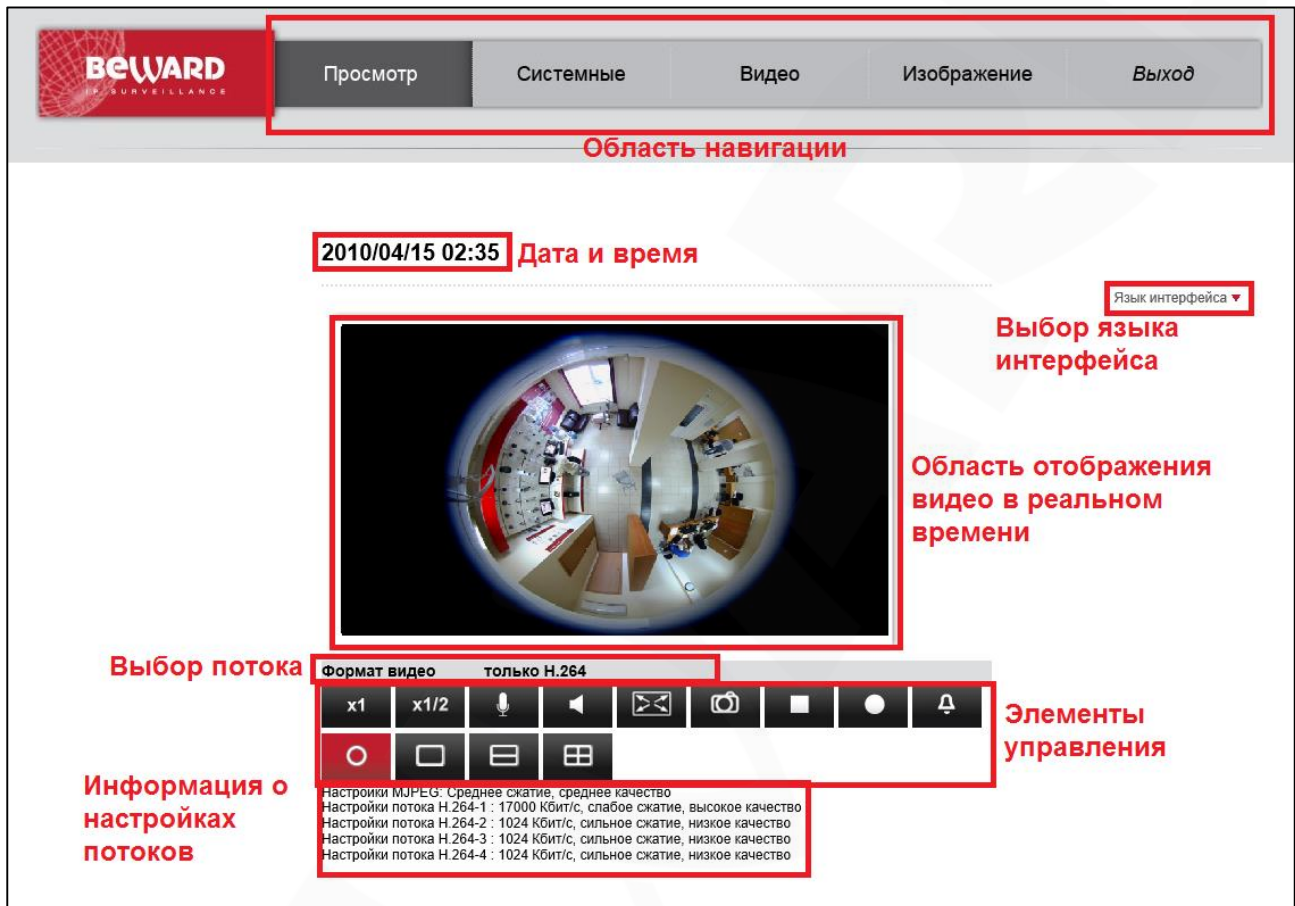 BEWARD
IP SURVEILLANCE
Просмотр
Системные
Видео
Изображение
Выход
Область навигации
2010/04/15 02:35
Дата и время
Язык интерфейса
Выбор языка
интерфейса
Область отображения
видео в реальном
времени
Выбор потока
Формат видео
только H.264
x1
x1/2
Элементы
управления
Информация о
настройках
потоков
Настройки MJPEG: Среднее сжатие, среднее качество
Настройки потока H.264-1 : 17000 Кбит/с, слабое сжатие, высокое качество
Настройки потока H.264-2 : 1024 Кбит/с, сильное сжатие, низкое качество
Настройки потока H.264-3 : 1024 Кбит/с, сильное сжатие, низкое качество
Настройки потока H.264-4 : 1024 Кбит/с, сильное сжатие, низкое качество